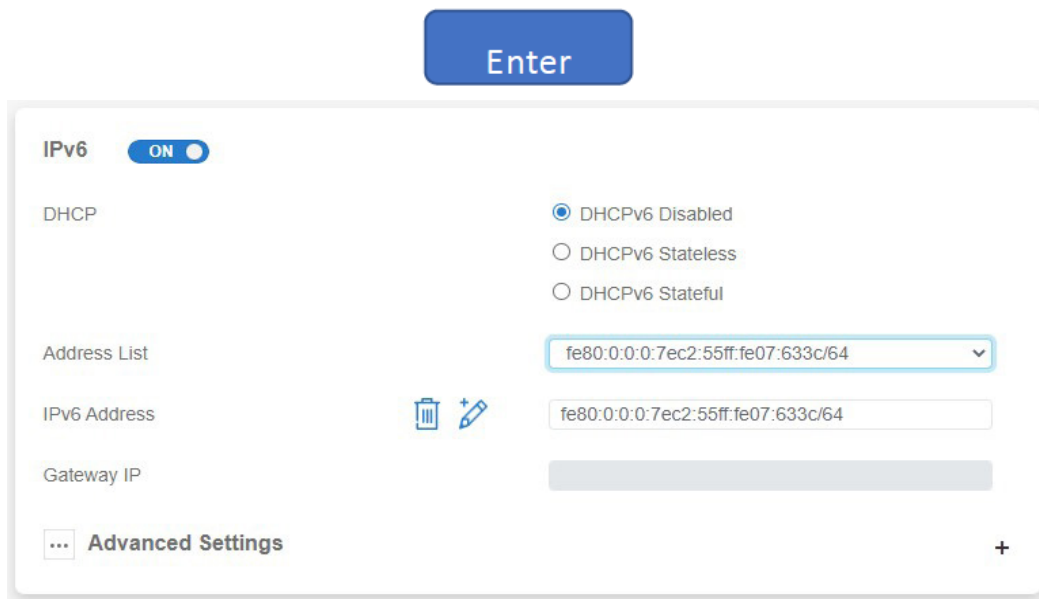 Enter
IPv6 ON
DHCP DHCPv6 Disabled
DHCPv6 Stateless
DHCPv6 Stateful
Address List fe80:0:0:0:7ec2:55ff:fe07:633c/64
IPv6 Address fe80:0:0:0:7ec2:55ff:fe07:633c/64
Gateway IP
... Advanced Settings +